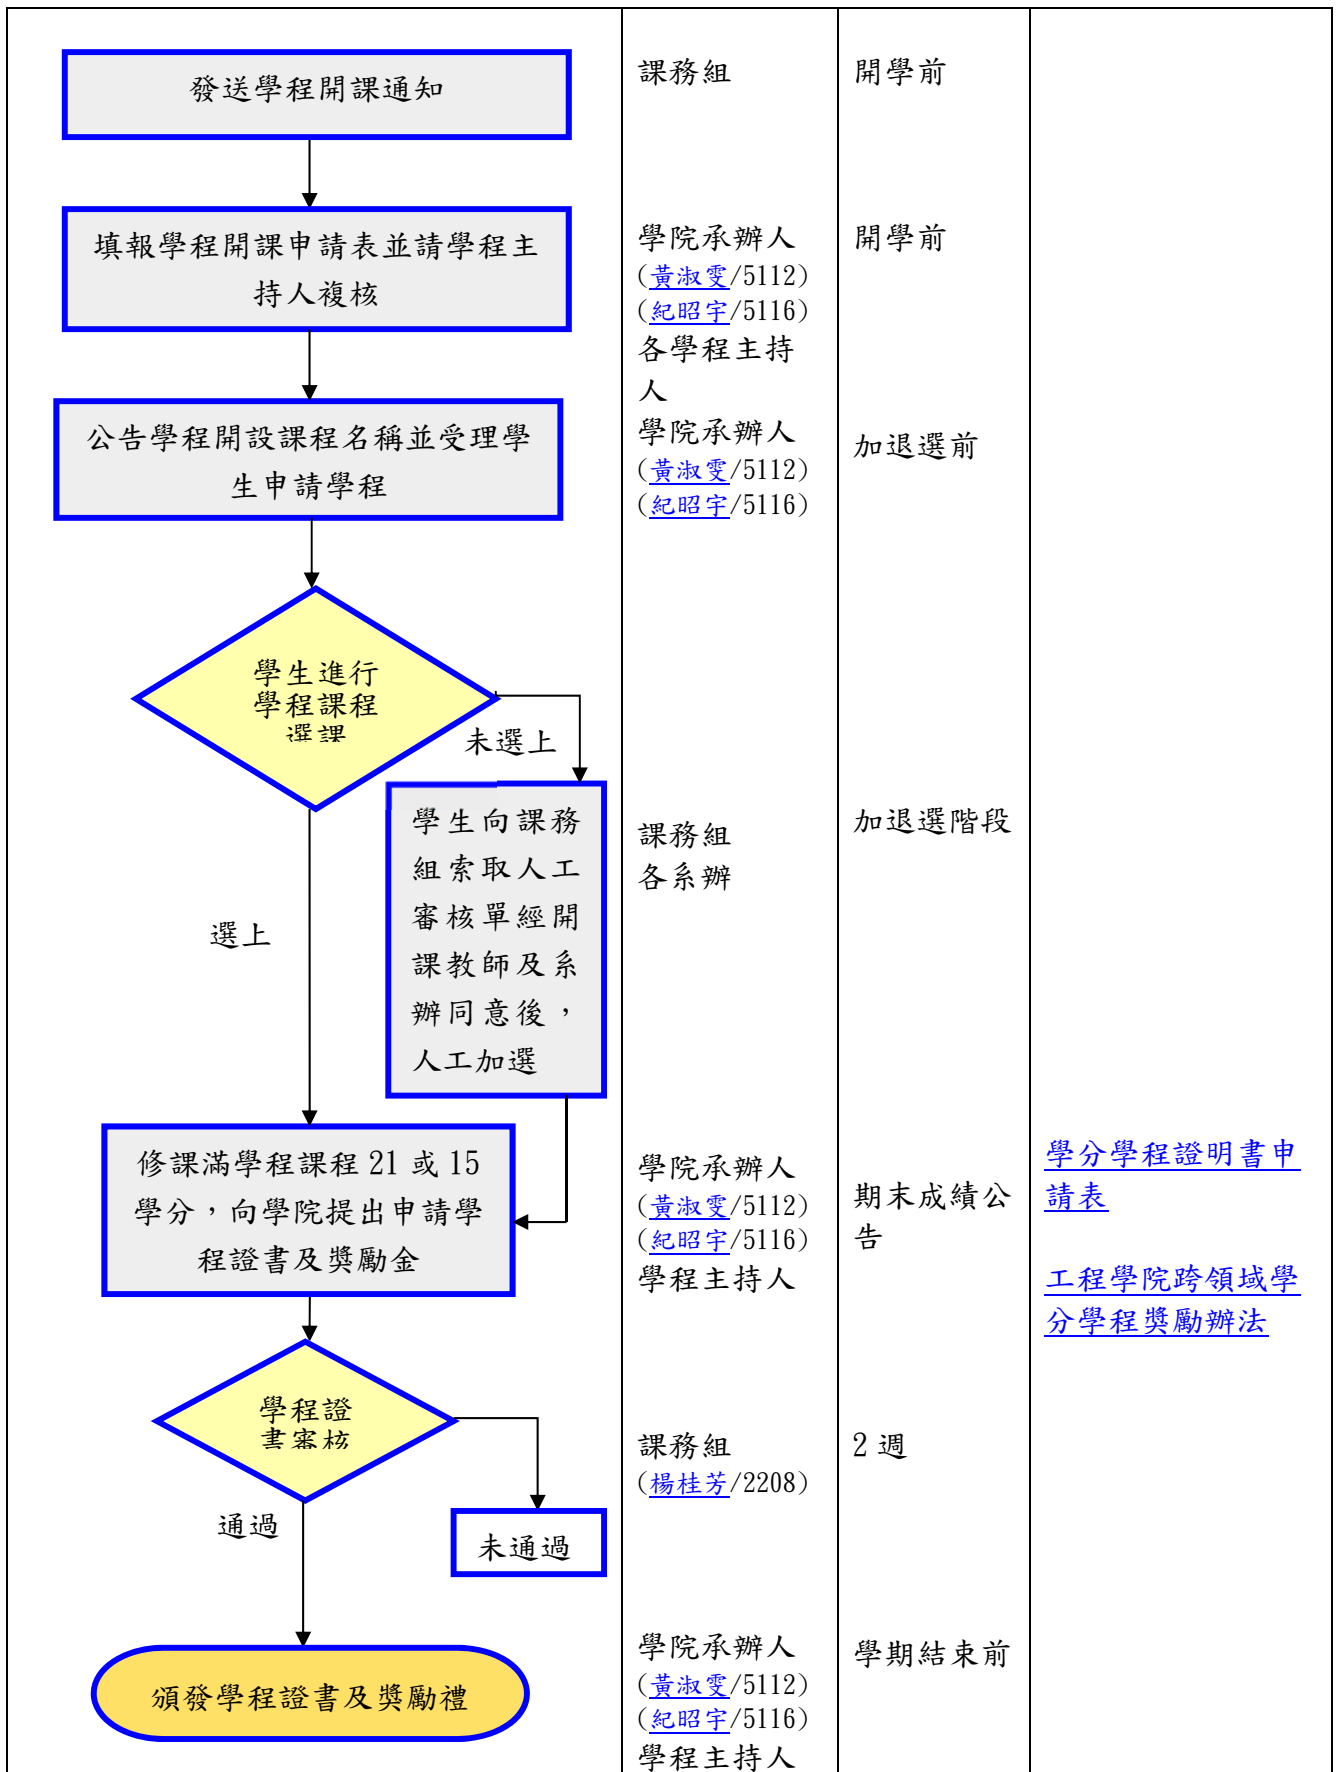 發送學程開課通知
課務組
開學前
填報學程開課申請表並請學程主
持人複核
學院承辦人
(黃淑雯/5112)
(紀昭宇/5116)
各學程主持
人
開學前
公告學程開設課程名稱並受理學
生申請學程
學院承辦人
(黃淑雯/5112)
(紀昭宇/5116)
加退選前
學生進行
學程課程
選課
未選上
選上
學生向課務
組索取人工
審核單經開
課教師及系
辦同意後，
人工加選
課務組
各系辦
加退選階段
修課滿學程課程 21 或 15
學分，向學院提出申請學
程證書及獎勵金
學院承辦人
(黃淑雯/5112)
(紀昭宇/5116)
學程主持人
期末成績公
告
學分學程證明書申
請表
工程學院跨領域學
分學程獎勵辦法
學程證
書審核
通過
未通過
課務組
(楊桂芳/2208)
2 週
頒發學程證書及獎勵禮
學院承辦人
(黃淑雯/5112)
(紀昭宇/5116)
學程主持人
學期結束前